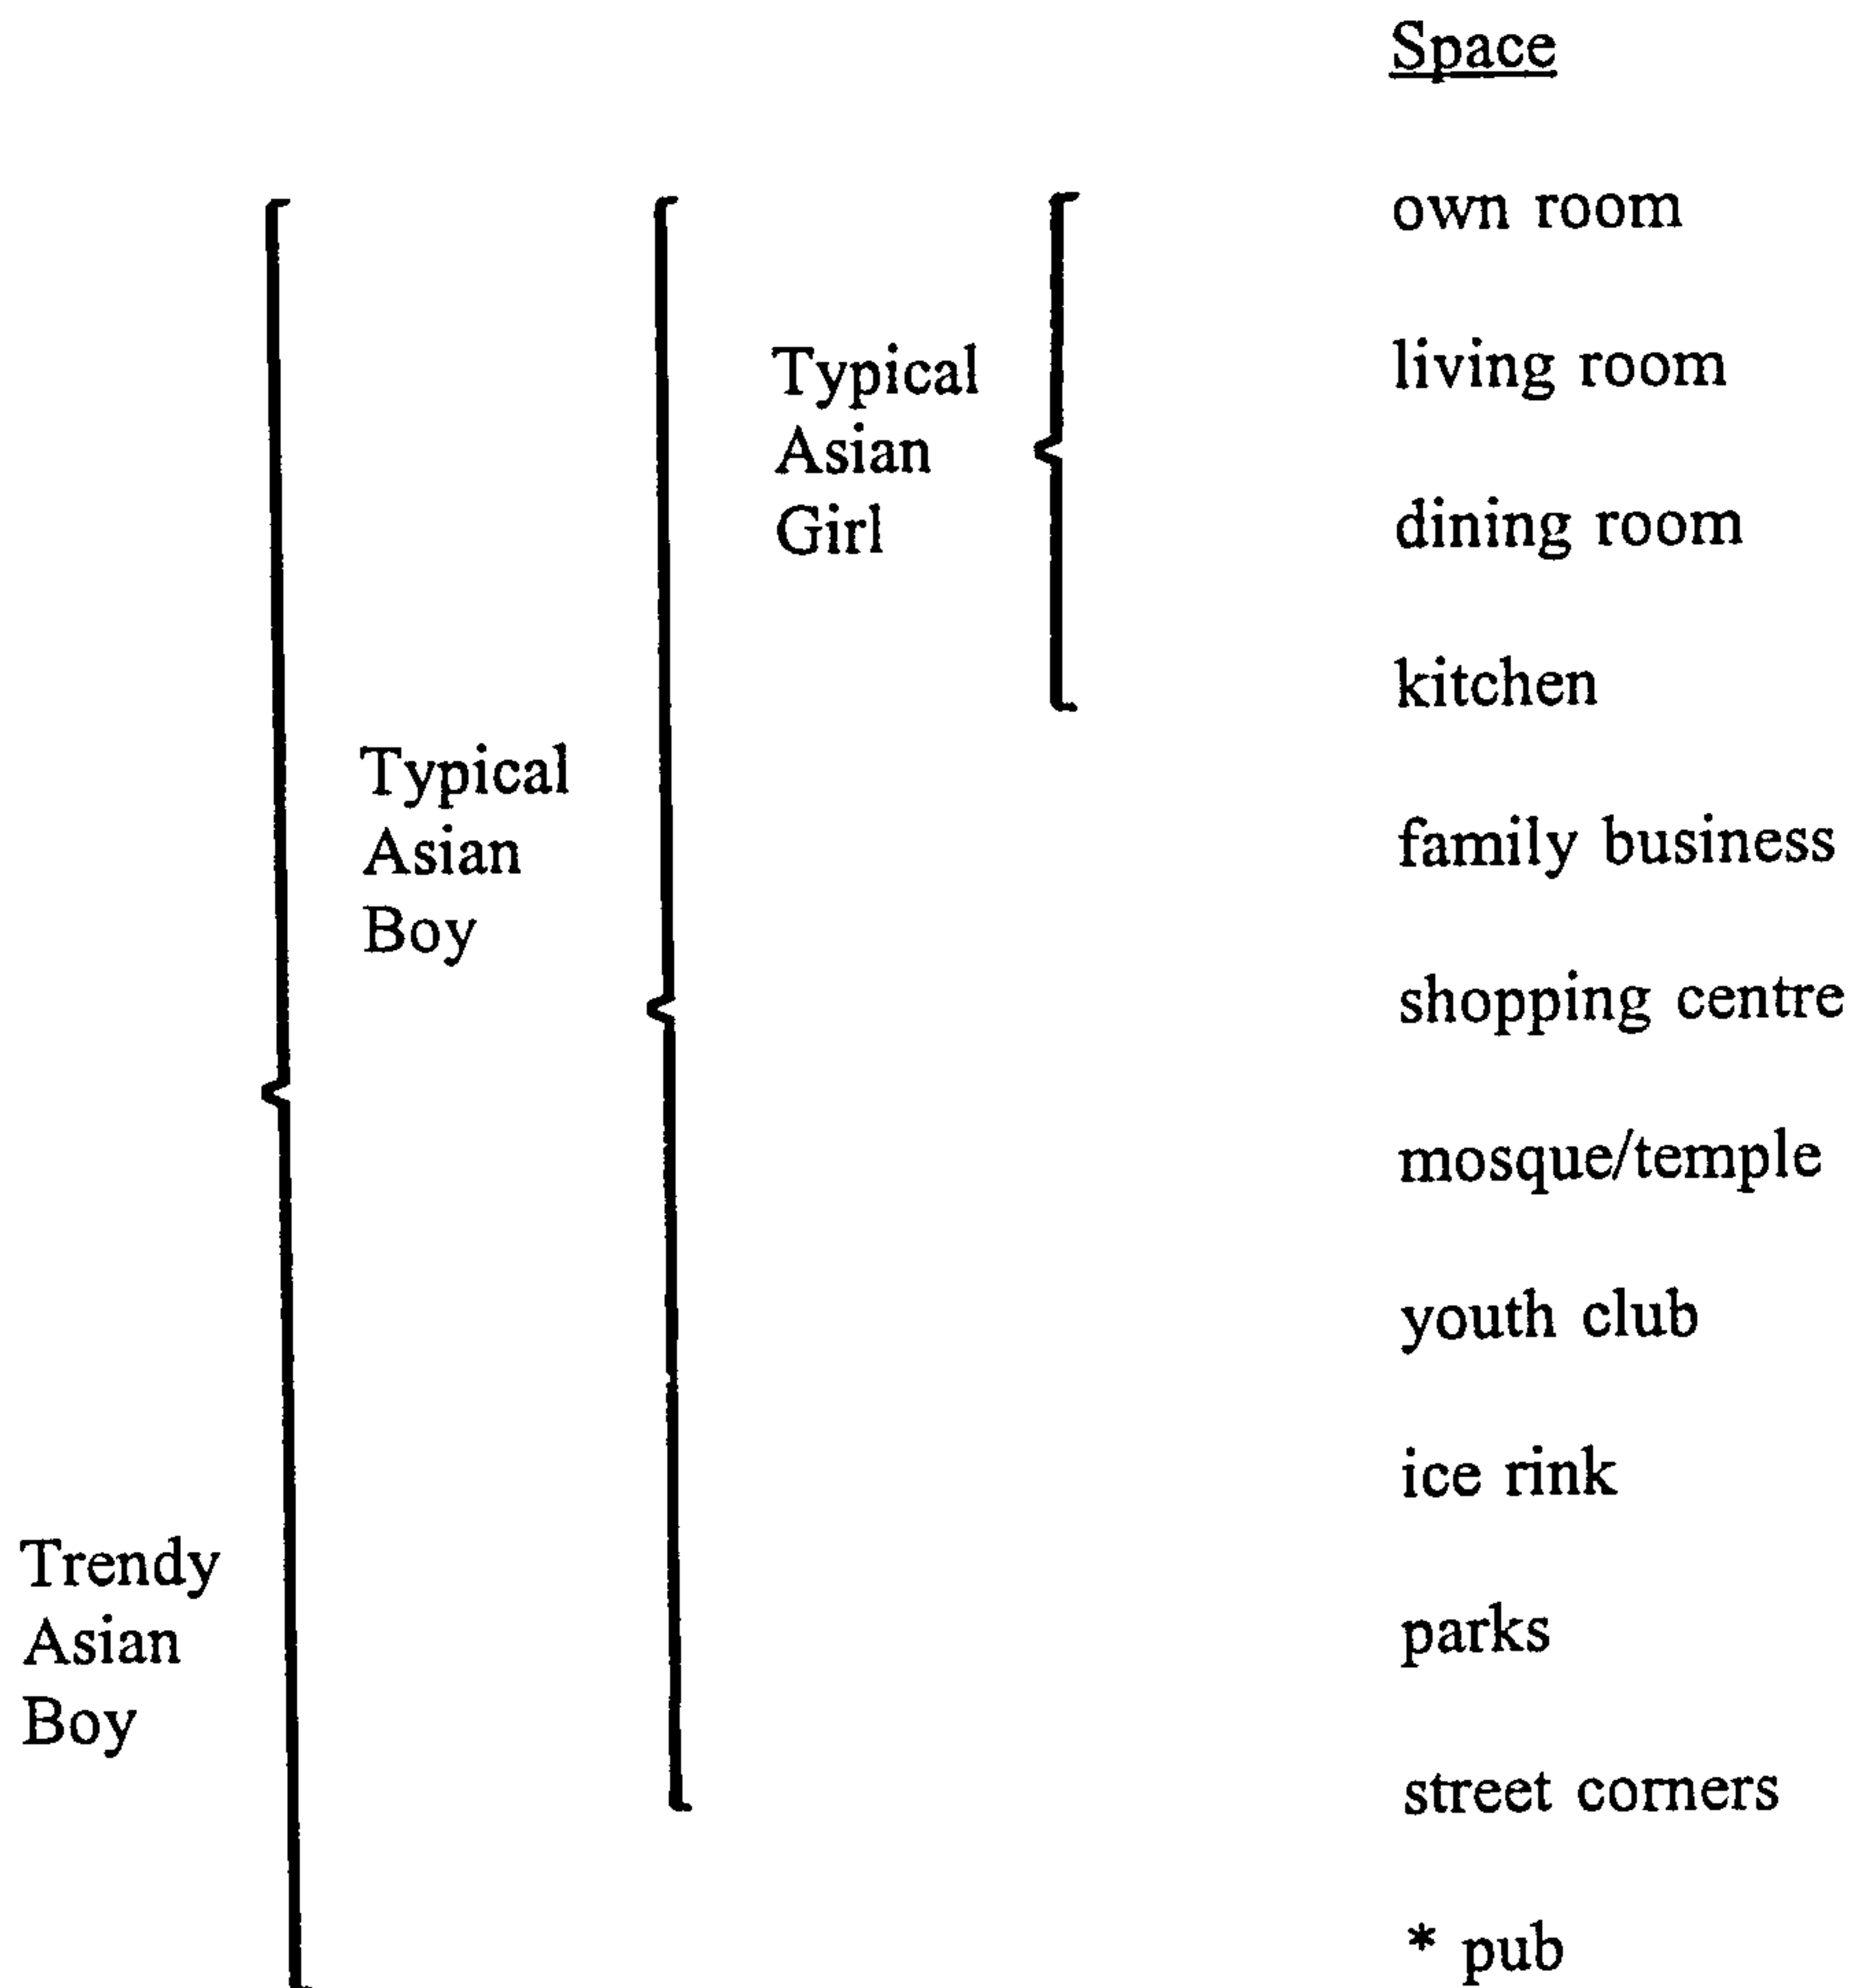 Space
own room
living room
dining room
kitchen
family business
shopping centre
mosque/temple
youth club
ice rink
parks
street corners
* pub
Typical
Asian
Girl
Typical
Asian
Boy
Trendy
Asian
Boy